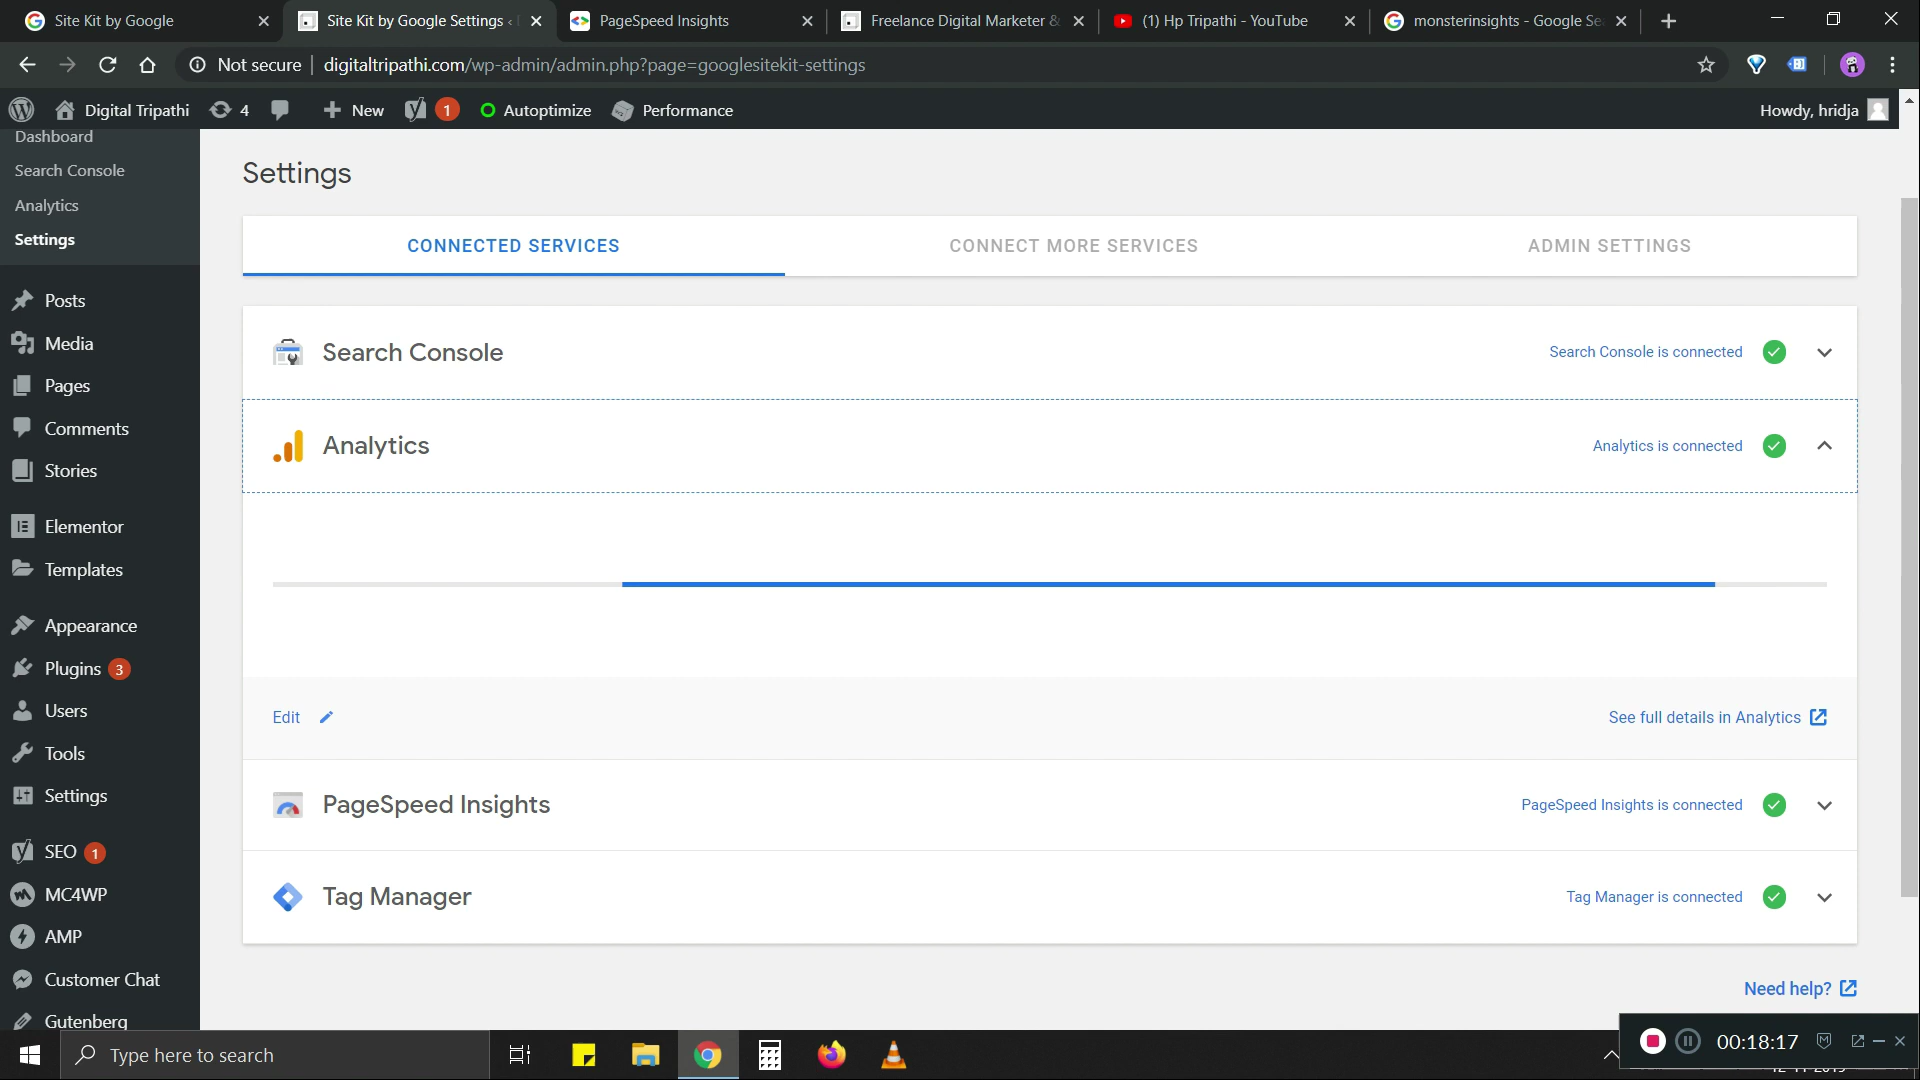 Site Kit by Google
Site Kit by Google Settings ‹
PageSpeed Insights
Freelance Digital Marketer &
(1) Hp Tripathi - YouTube
monsterinsights - Google Se
Not secure
digitaltripathi.com/wp-admin/admin.php?page=googlesitekit-settings
Digital Tripathi
4
New
1
Autoptimize
Performance
Howdy, hridja
Dashboard
Search Console
Analytics
Settings
Posts
Media
Pages
Comments
Stories
Elementor
Templates
Appearance
Plugins 3
Users
Tools
Settings
SEO 1
MC4WP
AMP
Customer Chat
Gutenberg
Settings
CONNECTED SERVICES
CONNECT MORE SERVICES
ADMIN SETTINGS
Search Console
Search Console is connected
Analytics
Analytics is connected
Edit
See full details in Analytics
PageSpeed Insights
PageSpeed Insights is connected
Tag Manager
Tag Manager is connected
Need help?
Type here to search
00:18:17